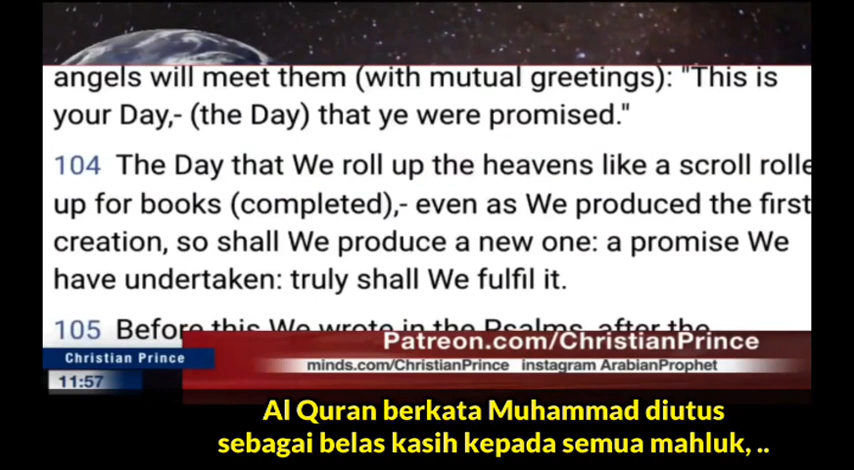 angels will meet them (with mutual greetings): "This is
your Day,- (the Day) that ye were promised."
104 The Day that We roll up the heavens like a scroll rolle
up for books (completed),- even as We produced the first
creation, so shall We produce a new one: a promise We
have undertaken: truly shall We fulfil it.
105 Before this We wrote in the Psalms, after the
Patreon.com/ChristianPrince
Christian Prince
minds.com/ChristianPrince instagram ArabianProphet
11:57
Al Quran berkata Muhammad diutus
sebagai belas kasih kepada semua mahluk, ..